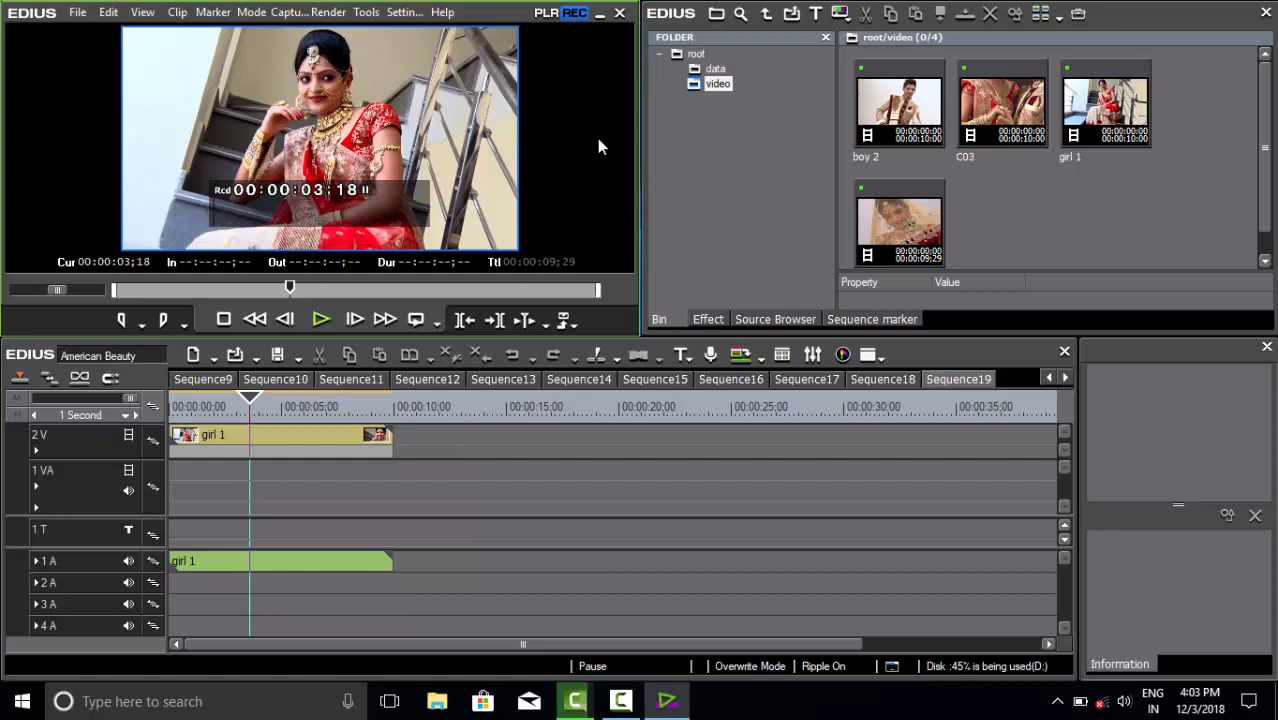 EDIUS File Edit View Clip Marker Mode Captu... Render Tools Settin... Help PLR REC
Rcd 00:00:03;18
Cur 00:00:03;18 In --:--:--;-- Out --:--:--;-- Dur --:--:--;-- Ttl 00:00:09;29
EDIUS
FOLDER
root
data
video
root/video (0/4)
00:00:00:00
00:00:10:00
boy 2
00:00:00:00
00:00:10:00
C03
00:00:00:00
00:00:10:00
girl 1
00:00:00:00
00:00:09:29
Property Value
Bin Effect Source Browser Sequence marker
EDIUS American Beauty
Sequence9 Sequence10 Sequence11 Sequence12 Sequence13 Sequence14 Sequence15 Sequence16 Sequence17 Sequence18 Sequence19
1 Second
00:00:00;00 00:00:05;00 00:00:10;00 00:00:15;00 00:00:20;00 00:00:25;00 00:00:30;00 00:00:35;00
2 V girl 1
1 VA
1 T T
1 A girl 1
2 A
3 A
4 A
Pause Overwrite Mode Ripple On Disk :45% is being used(D:)
Information
Type here to search
ENG
IN
4:03 PM
12/3/2018